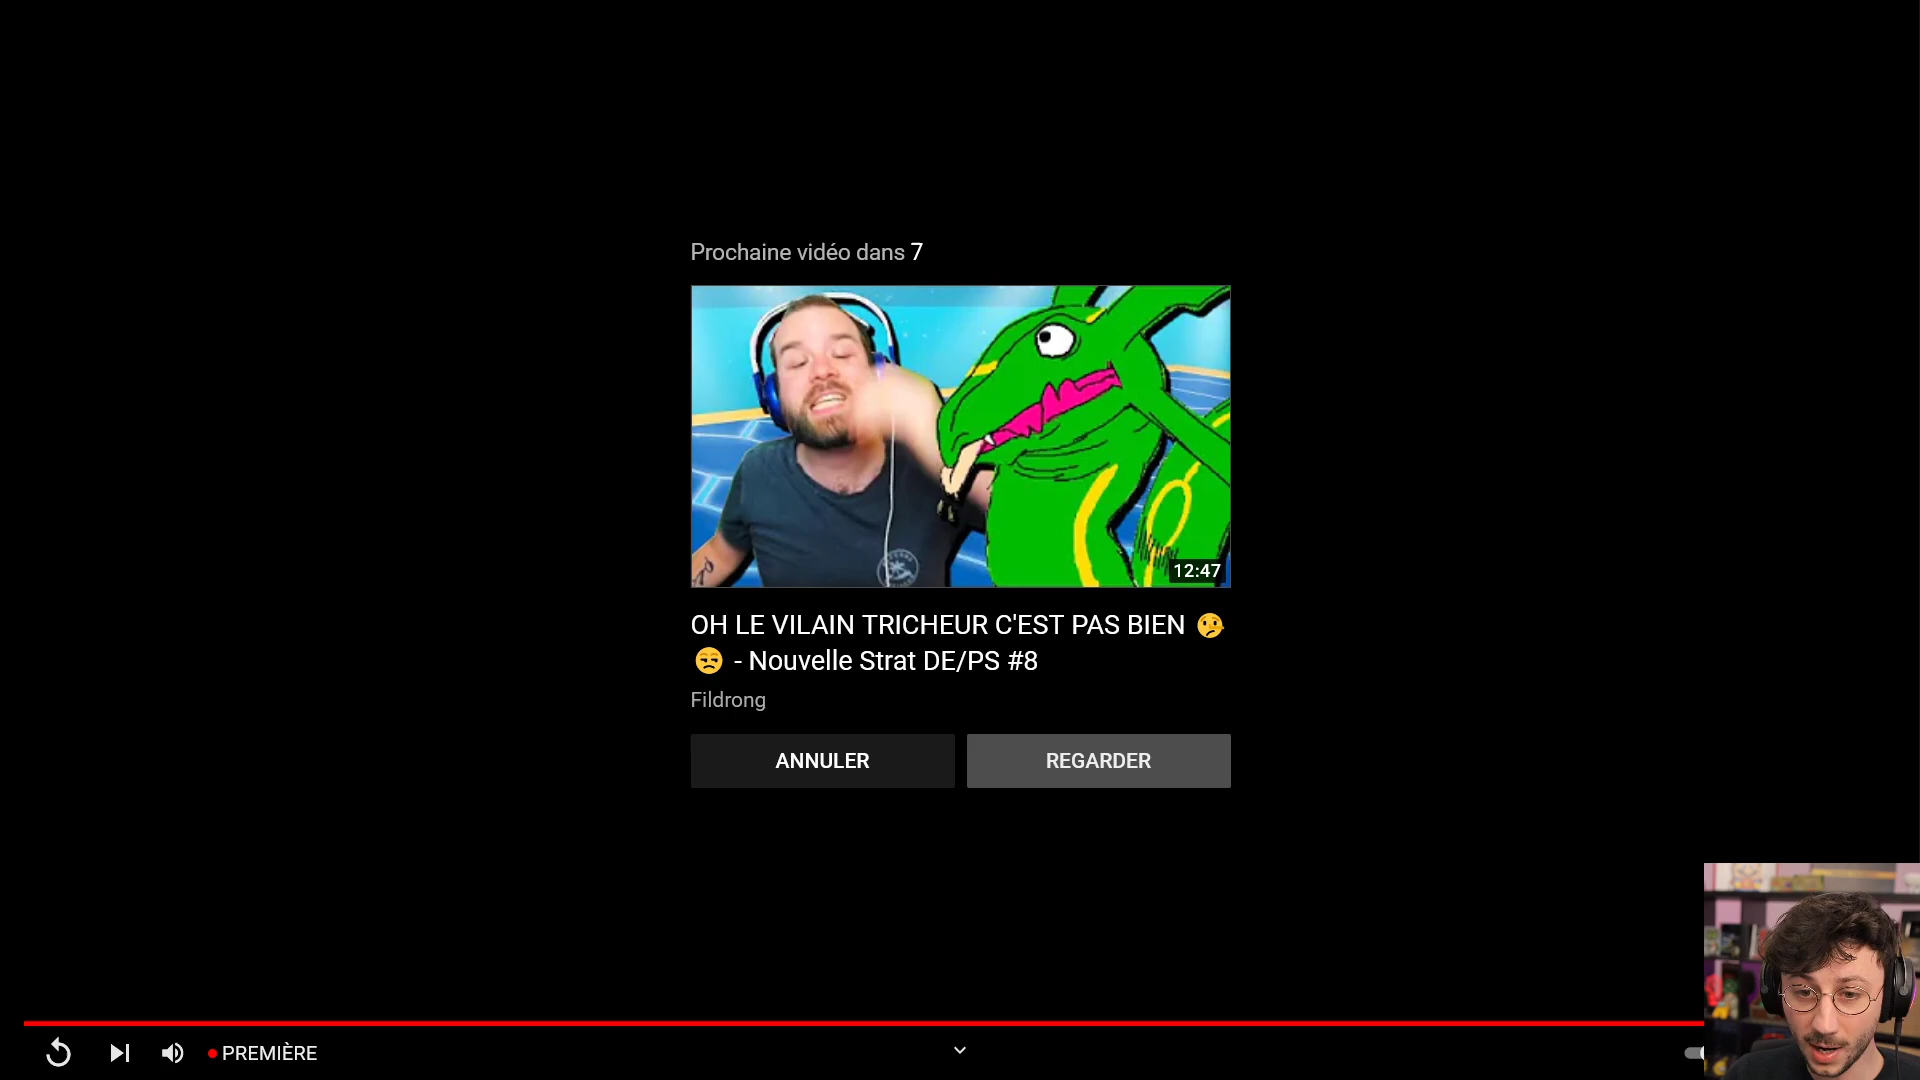 Prochaine vidéo dans 7
12:47
OH LE VILAIN TRICHEUR C'EST PAS BIEN 🤥
😒 - Nouvelle Strat DE/PS #8
Fildrong
ANNULER
REGARDER
PREMIÈRE